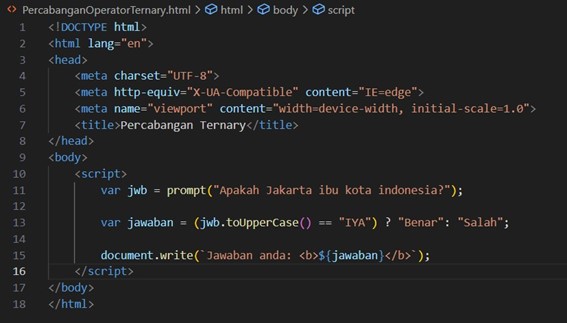 PercabanganOperatorTernary.html > html > body > script
1 <!DOCTYPE html>
2 <html lang="en">
3 <head>
4     <meta charset="UTF-8">
5     <meta http-equiv="X-UA-Compatible" content="IE=edge">
6     <meta name="viewport" content="width=device-width, initial-scale=1.0">
7     <title>Percabangan Ternary</title>
8 </head>
9 <body>
10     <script>
11         var jwb = prompt("Apakah Jakarta ibu kota indonesia?");
12
13         var jawaban = (jwb.toUpperCase() == "IYA") ? "Benar": "Salah";
14
15         document.write(`Jawaban anda: <b>${jawaban}</b>`);
16     </script>
17 </body>
18 </html>